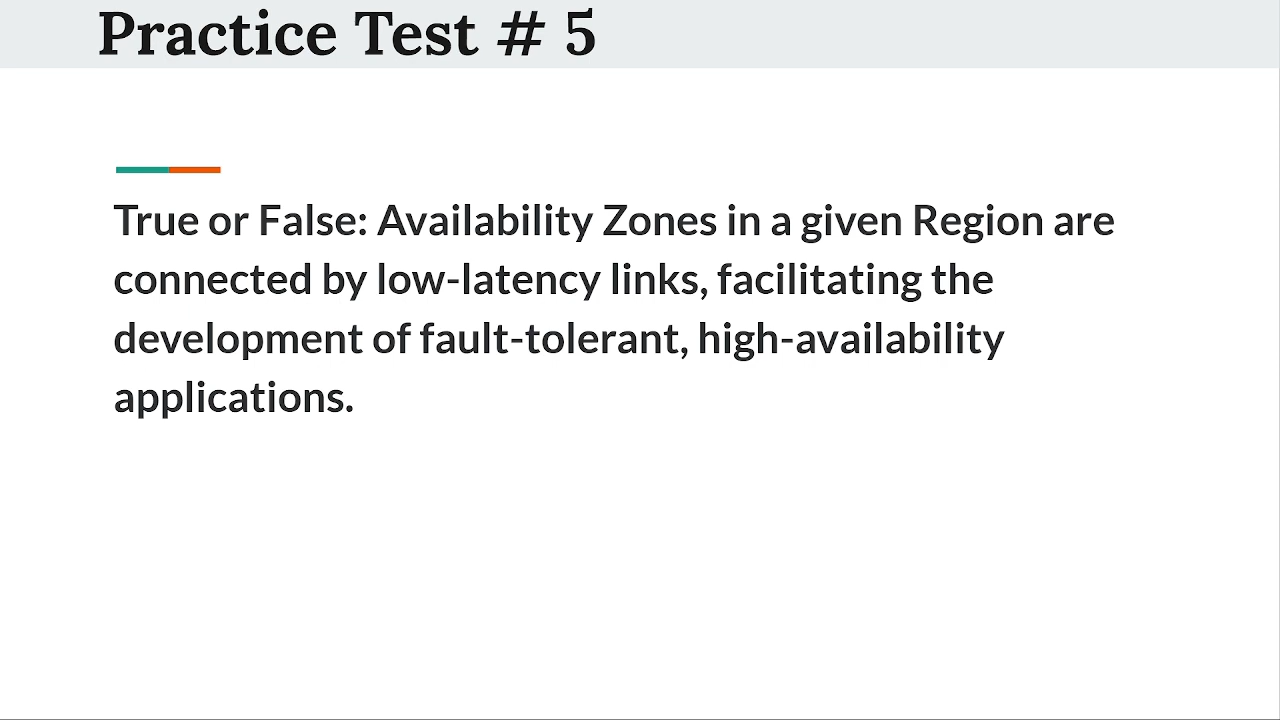 Practice Test # 5
True or False: Availability Zones in a given Region are
connected by low-latency links, facilitating the
development of fault-tolerant, high-availability
applications.